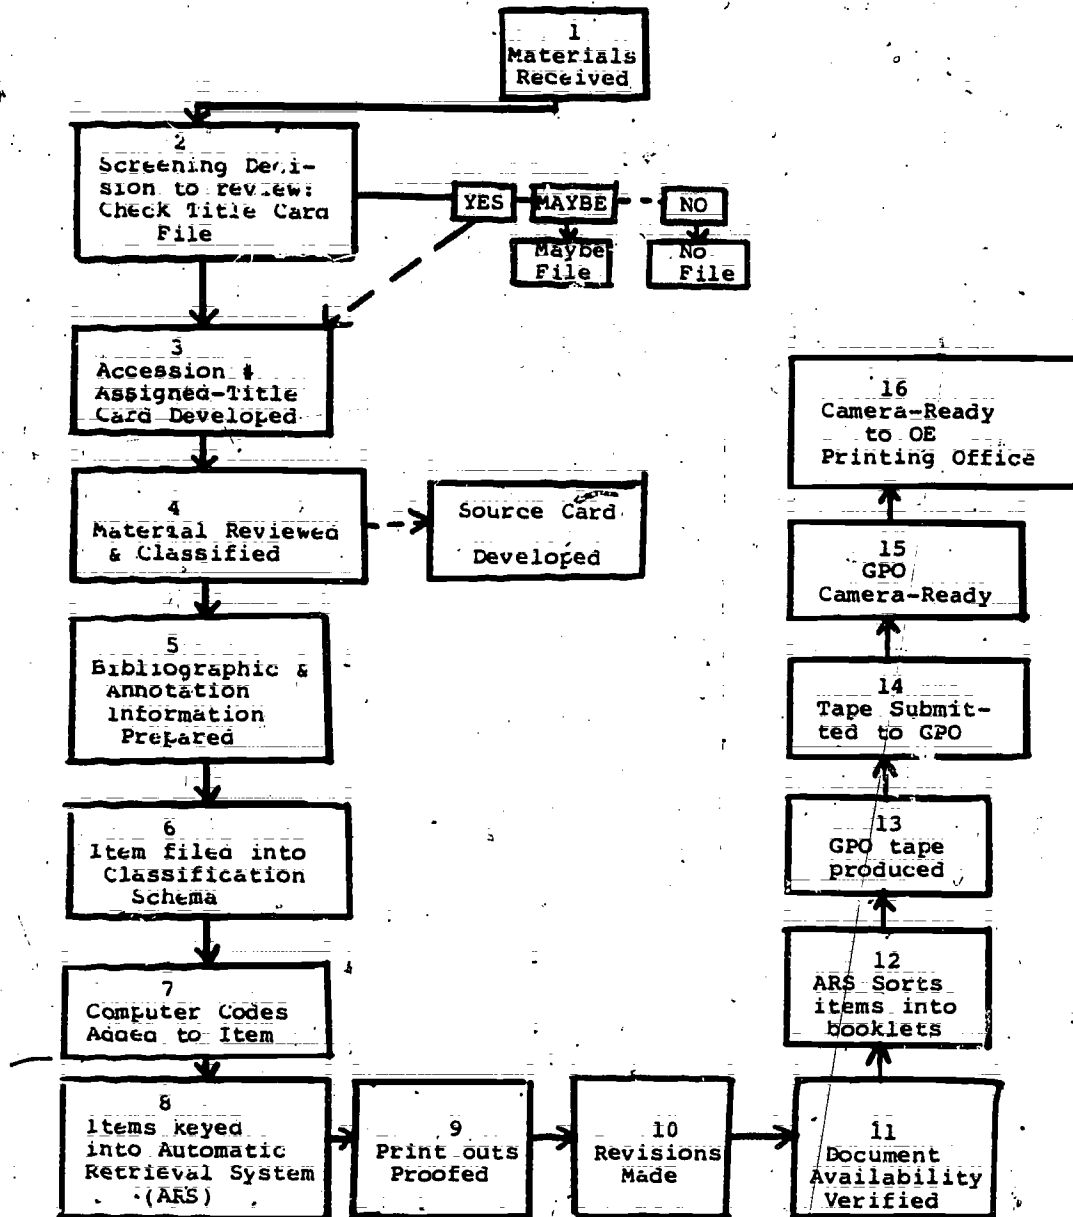 1
Materials
Received
2
Screening Deci-
sion to review:
Check Title Card
File
YES
MAYBE
NO
Maybe
File
No
File
3
Accession #
Assigned-Title
Card Developed
4
Material Reviewed
& Classified
Source Card
Developed
5
Bibliographic &
Annotation
Information
Prepared
6
Item filed into
Classification
Schema
7
Computer Codes
Added to Item
8
Items keyed
into Automatic
Retrieval System
(ARS)
9
Print outs
Proofed
10
Revisions
Made
11
Document
Availability
Verified
12
ARS Sorts
items into
booklets
13
GPO tape
produced
14
Tape Submit-
ted to GPO
15
GPO
Camera-Ready
16
Camera-Ready
to OE
Printing Office